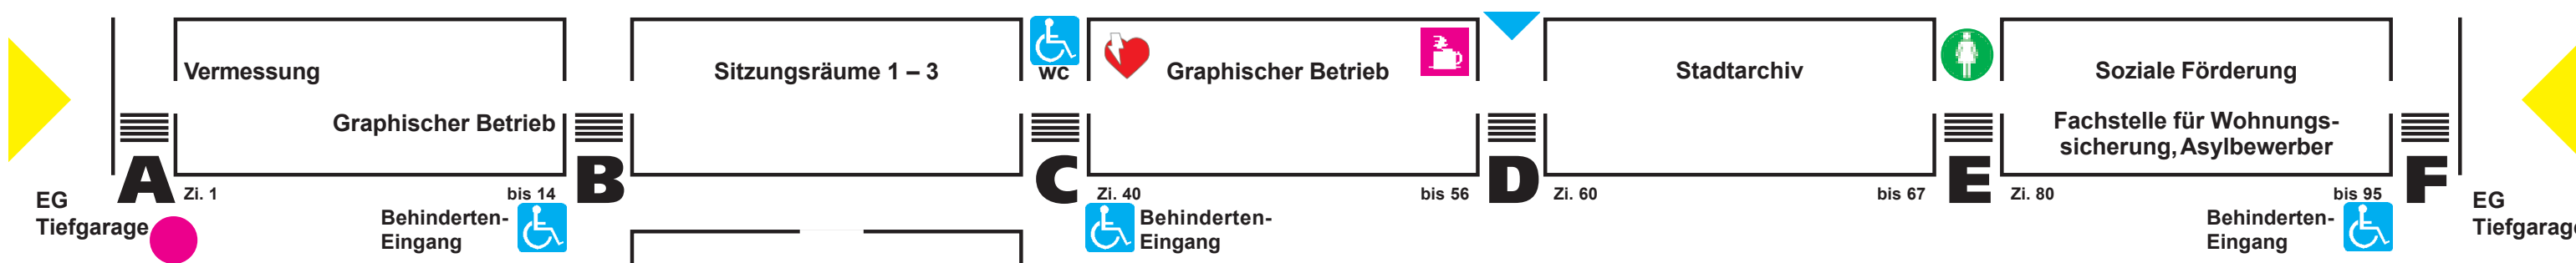 Vermessung
Graphischer Betrieb
Sitzungsräume 1 – 3
WC
Graphischer Betrieb
Stadtarchiv
Soziale Förderung
Fachstelle für Wohnungs-
sicherung, Asylbewerber
A
B
C
D
E
F
Zi. 1 bis 14
Zi. 40 bis 56
Zi. 60 bis 67
Zi. 80 bis 95
EG
Tiefgarage
Behinderten-
Eingang
Behinderten-
Eingang
Behinderten-
Eingang
EG
Tiefgarage